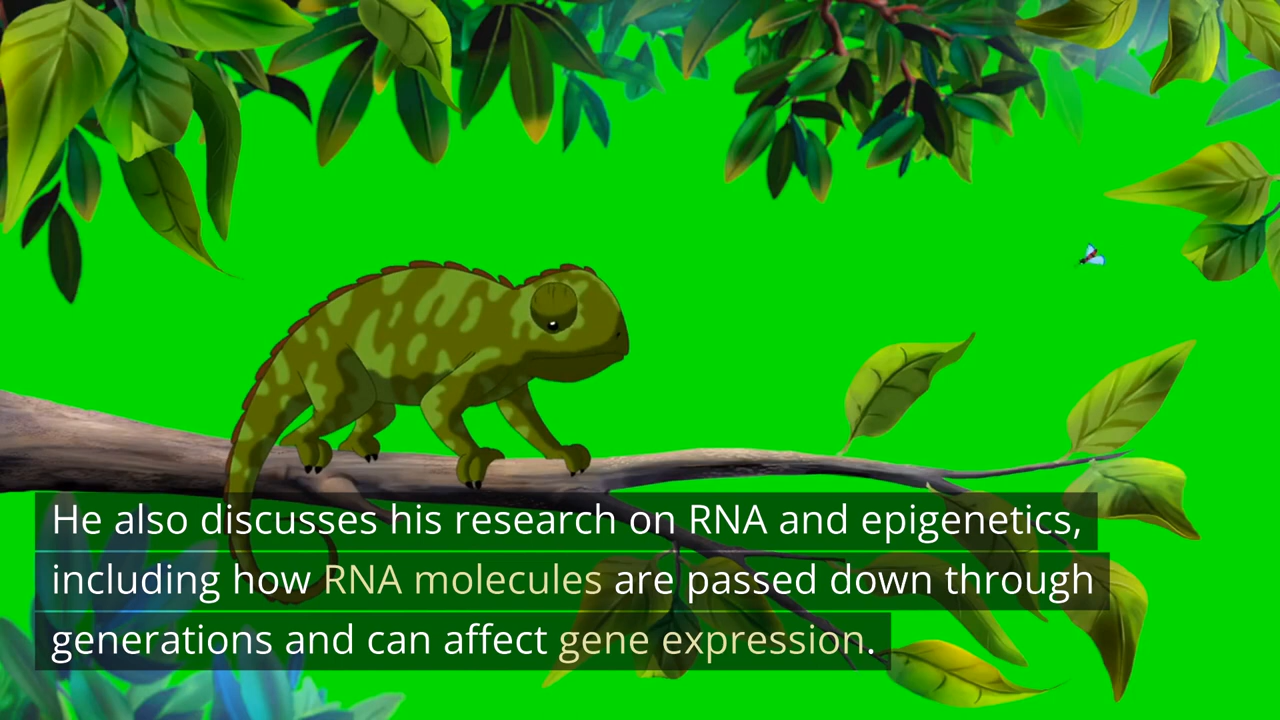 He also discusses his research on RNA and epigenetics,
including how RNA molecules are passed down through
generations and can affect gene expression.